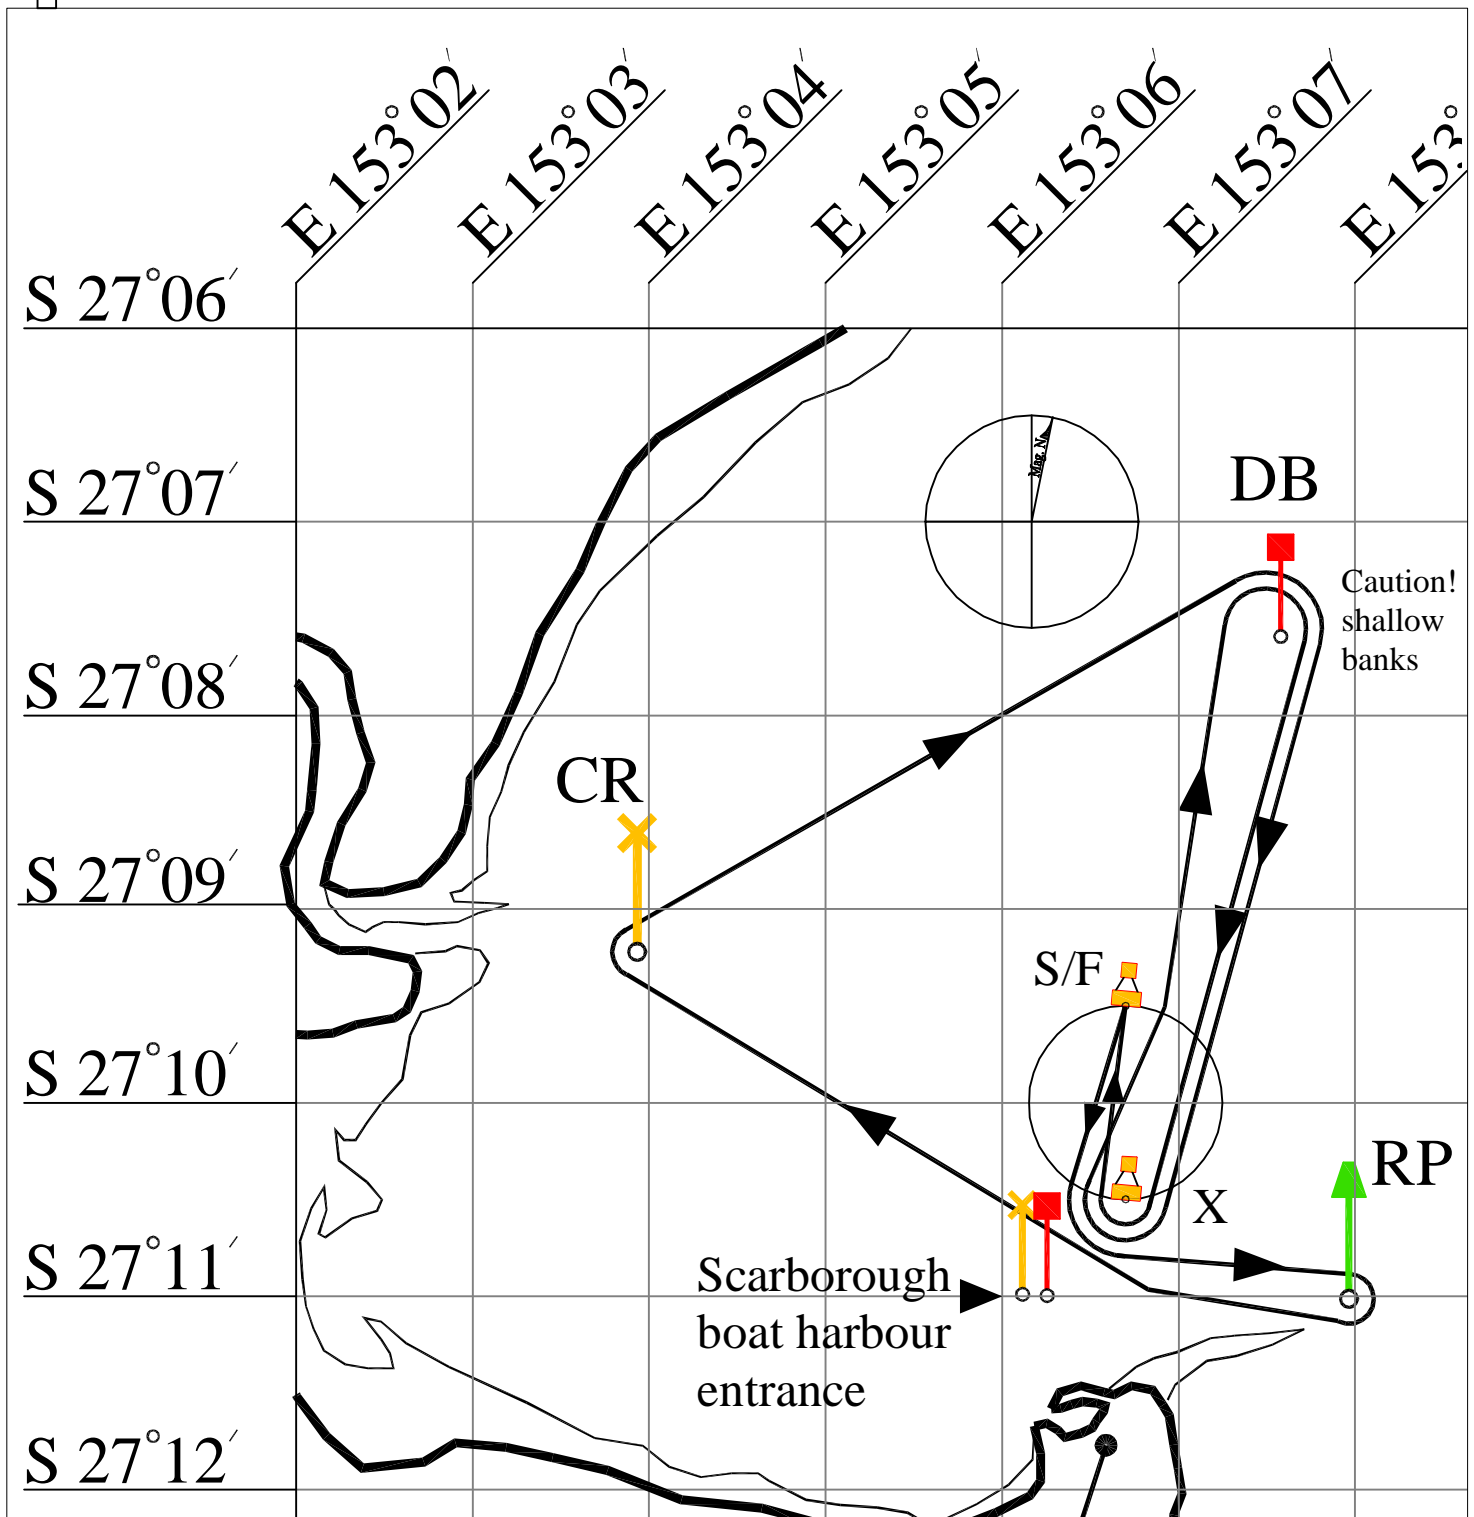 E 153°02′
E 153°03′
E 153°04′
E 153°05′
E 153°06′
E 153°07′
E 153°
S 27°06′
S 27°07′
S 27°08′
S 27°09′
S 27°10′
S 27°11′
S 27°12′
Mag. N
DB
Caution!
shallow
banks
CR
S/F
RP
X
Scarborough
boat harbour
entrance